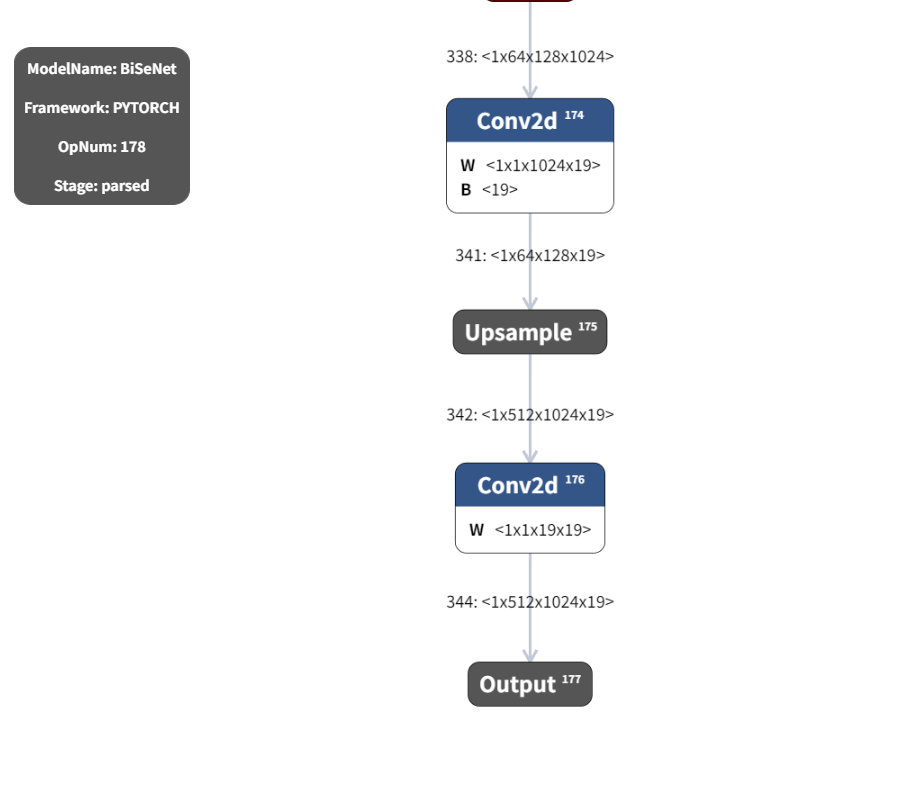 ModelName: BiSeNet
Framework: PYTORCH
OpNum: 178
Stage: parsed
338: <1x64x128x1024>
Conv2d 174
W <1x1x1024x19>
B <19>
341: <1x64x128x19>
Upsample 175
342: <1x512x1024x19>
Conv2d 176
W <1x1x19x19>
344: <1x512x1024x19>
Output 177